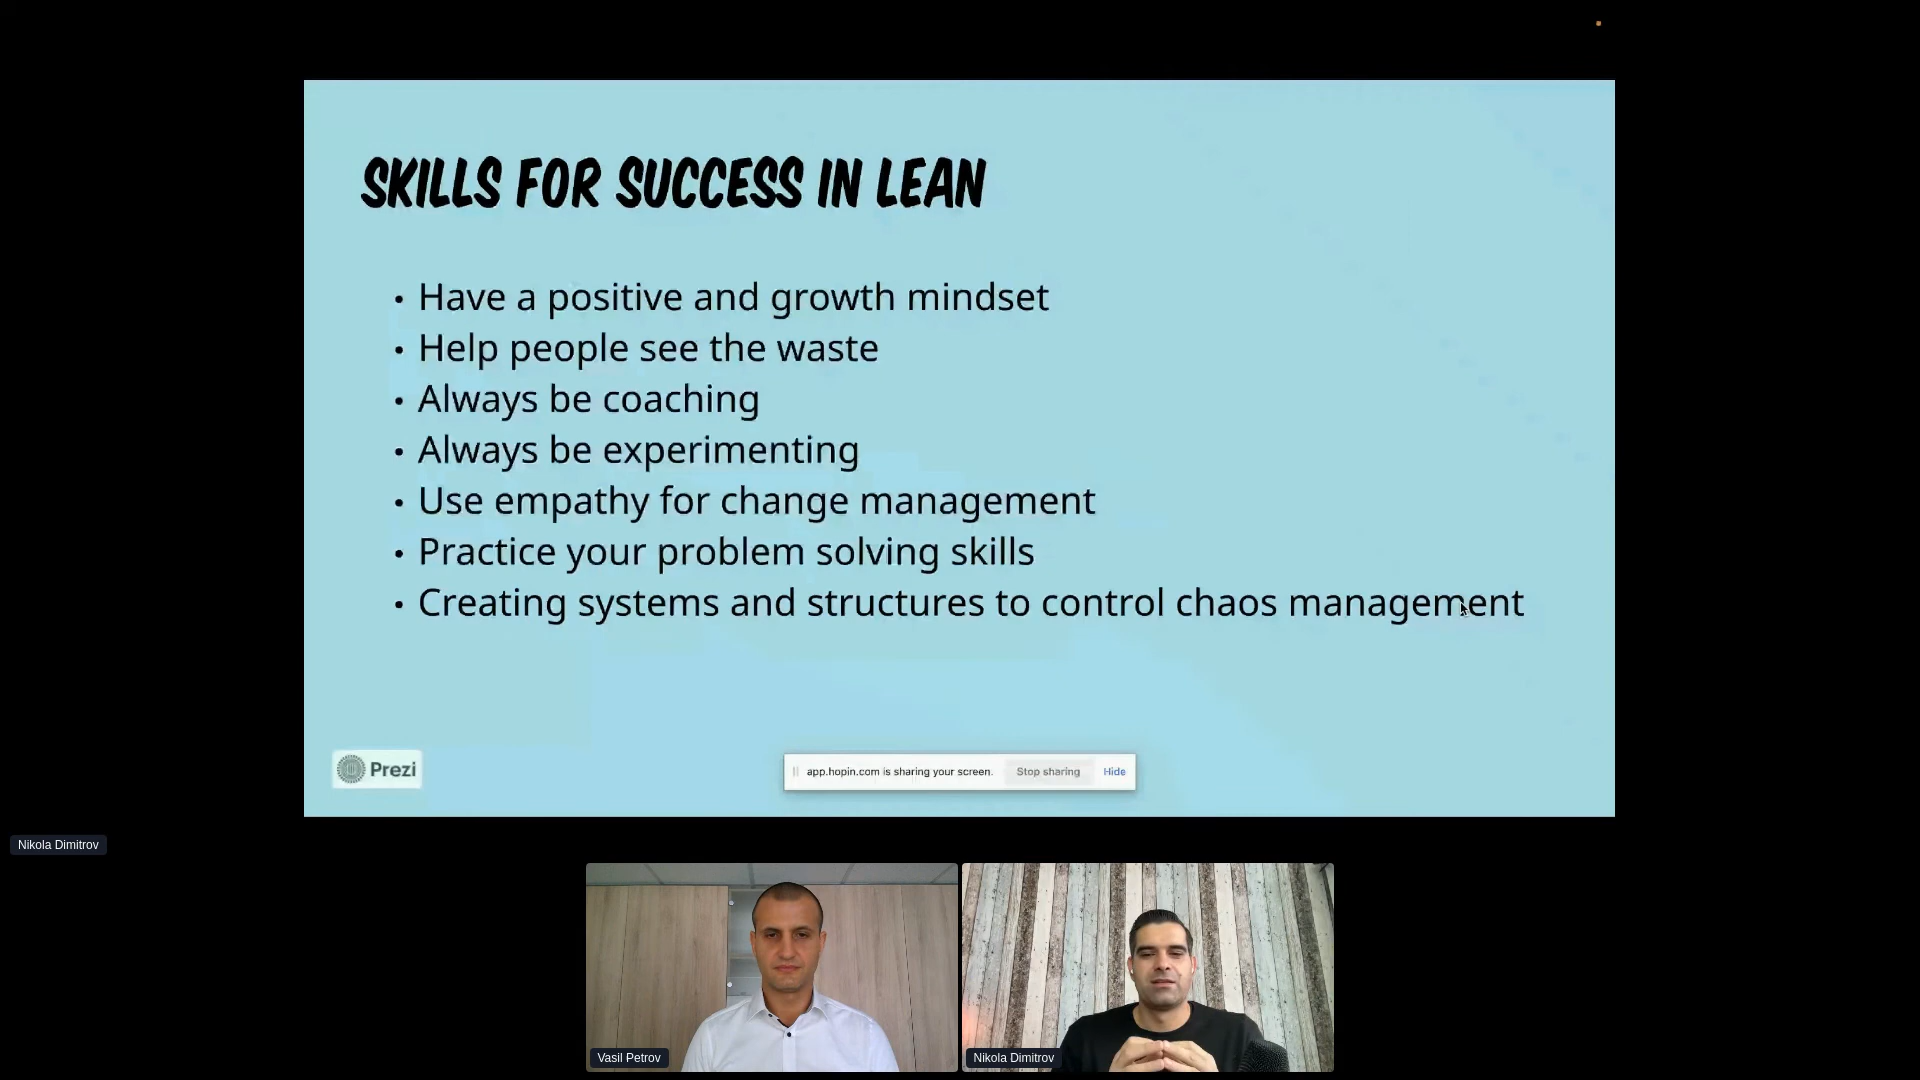 SKILLS FOR SUCCESS IN LEAN
• Have a positive and growth mindset
• Help people see the waste
• Always be coaching
• Always be experimenting
• Use empathy for change management
• Practice your problem solving skills
• Creating systems and structures to control chaos management
Prezi
app.hopin.com is sharing your screen. Stop sharing Hide
Nikola Dimitrov
Vasil Petrov
Nikola Dimitrov